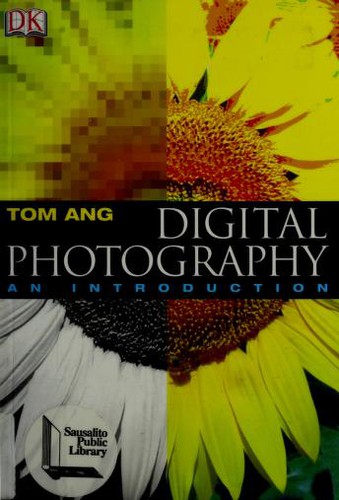 DK
TOM ANG
DIGITAL
PHOTOGRAPHY
AN INTRODUCTION
Sausalito
Public
Library